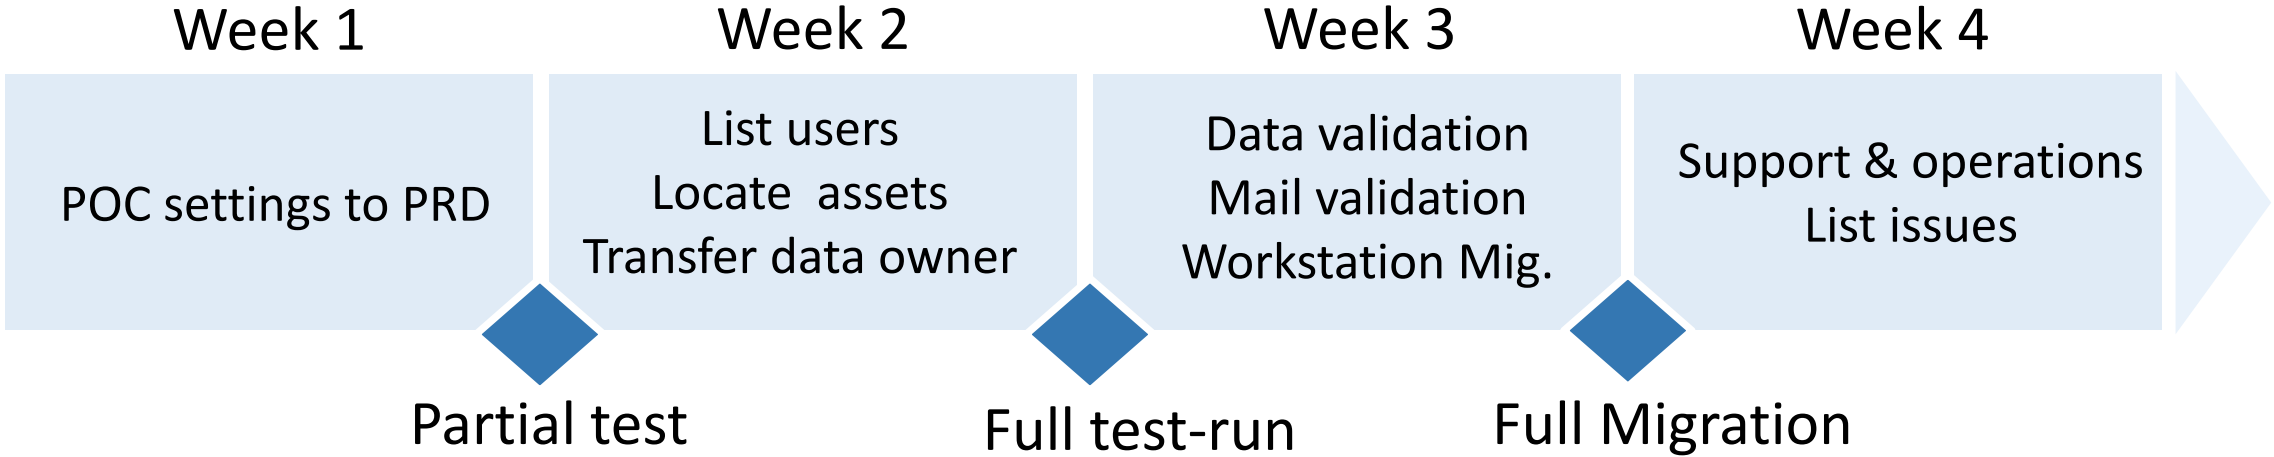 Week 1
Week 2
Week 3
Week 4
POC settings to PRD
List users
Locate  assets
Transfer data owner
Data validation
Mail validation
Workstation Mig.
Support & operations
List issues
Partial test
Full test-run
Full Migration